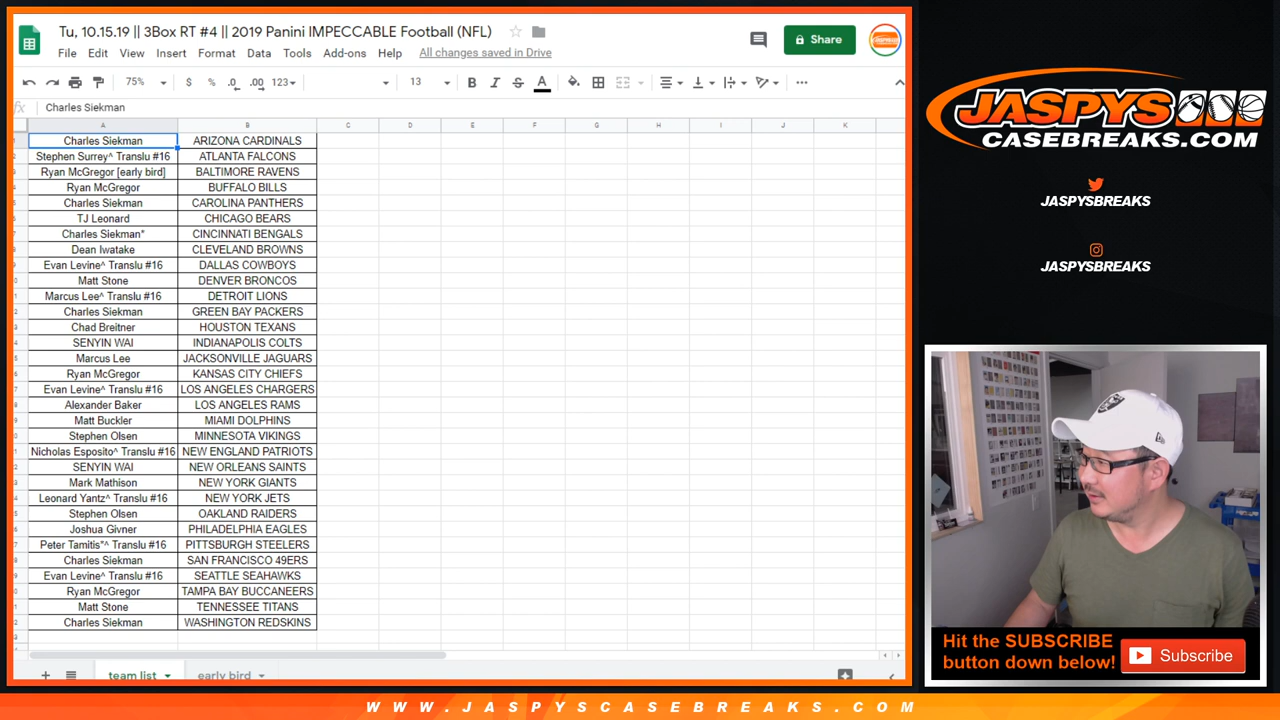 Tu, 10.15.19 || 3Box RT #4 || 2019 Panini IMPECCABLE Football (NFL)
File Edit View Insert Format Data Tools Add-ons Help All changes saved in Drive
Share
75% $ % .0 .00 123 13 B I S A
fx Charles Siekman
A B C D E F G H I J K
Charles Siekman ARIZONA CARDINALS
Stephen Surrey^ Translu #16 ATLANTA FALCONS
Ryan McGregor [early bird] BALTIMORE RAVENS
Ryan McGregor BUFFALO BILLS
Charles Siekman CAROLINA PANTHERS
TJ Leonard CHICAGO BEARS
Charles Siekman* CINCINNATI BENGALS
Dean Iwatake CLEVELAND BROWNS
Evan Levine^ Translu #16 DALLAS COWBOYS
Matt Stone DENVER BRONCOS
Marcus Lee^ Translu #16 DETROIT LIONS
Charles Siekman GREEN BAY PACKERS
Chad Breitner HOUSTON TEXANS
SENYIN WAI INDIANAPOLIS COLTS
Marcus Lee JACKSONVILLE JAGUARS
Ryan McGregor KANSAS CITY CHIEFS
Evan Levine^ Translu #16 LOS ANGELES CHARGERS
Alexander Baker LOS ANGELES RAMS
Matt Buckler MIAMI DOLPHINS
Stephen Olsen MINNESOTA VIKINGS
Nicholas Esposito^ Translu #16 NEW ENGLAND PATRIOTS
SENYIN WAI NEW ORLEANS SAINTS
Mark Mathison NEW YORK GIANTS
Leonard Yantz^ Translu #16 NEW YORK JETS
Stephen Olsen OAKLAND RAIDERS
Joshua Givner PHILADELPHIA EAGLES
Peter Tamitis"^ Translu #16 PITTSBURGH STEELERS
Charles Siekman SAN FRANCISCO 49ERS
Evan Levine^ Translu #16 SEATTLE SEAHAWKS
Ryan McGregor TAMPA BAY BUCCANEERS
Matt Stone TENNESSEE TITANS
Charles Siekman WASHINGTON REDSKINS
team list early bird
JASPYS
CASEBREAKS.COM
JASPYSBREAKS
JASPYSBREAKS
Hit the SUBSCRIBE
button down below!
Subscribe
WWW.JASPYSCASEBREAKS.COM